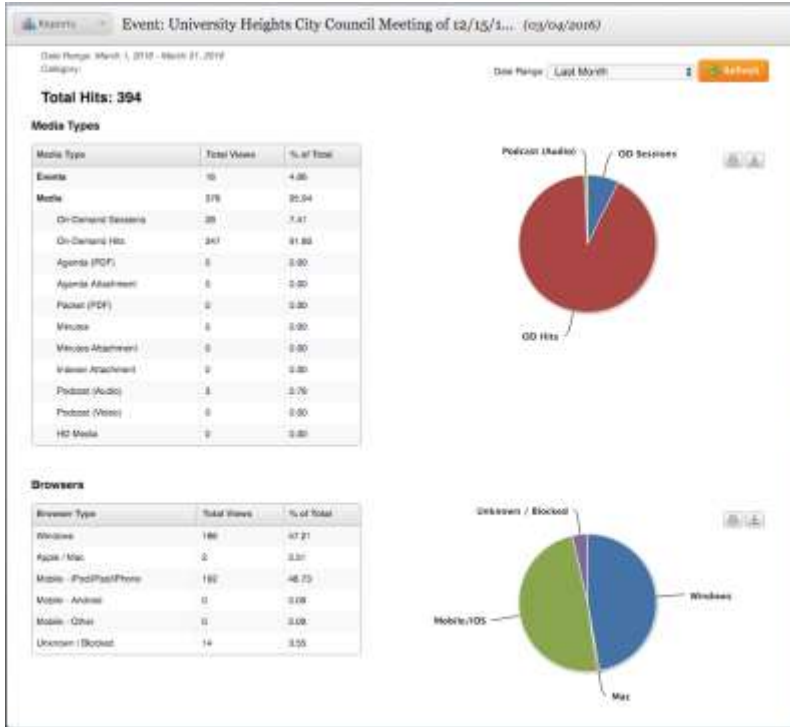 Reports
Event: University Heights City Council Meeting of 12/15/1... (03/04/2016)
Date Range: March 1, 2016 - March 31, 2016
Category:
Date Range: Last Month Refresh
Total Hits: 394
Media Types
Media Type Total Views % of Total
Events
Media 378 95.94
On-Demand Sessions 7.41
On-Demand Hits 347
Agenda (PDF) 0 0.00
Agenda Attachment 0 0.00
Packet (PDF) 0 0.00
Minutes 0 0.00
Minutes Attachment 0 0.00
Indexer Attachment 0 0.00
Podcast (Audio) 3 0.76
Podcast (Video) 0 0.00
HD Media 0 0.00
Podcast (Audio)
OD Sessions
OD Hits
Browsers
Browser Type Total Views % of Total
Windows 186 47.21
Apple / Mac 2 0.51
Mobile - iPod/iPad/iPhone 192 48.73
Mobile - Android 0 0.00
Mobile - Other 0 0.00
Unknown / Blocked 14 3.55
Unknown / Blocked
Windows
Mobile/IOS
Mac